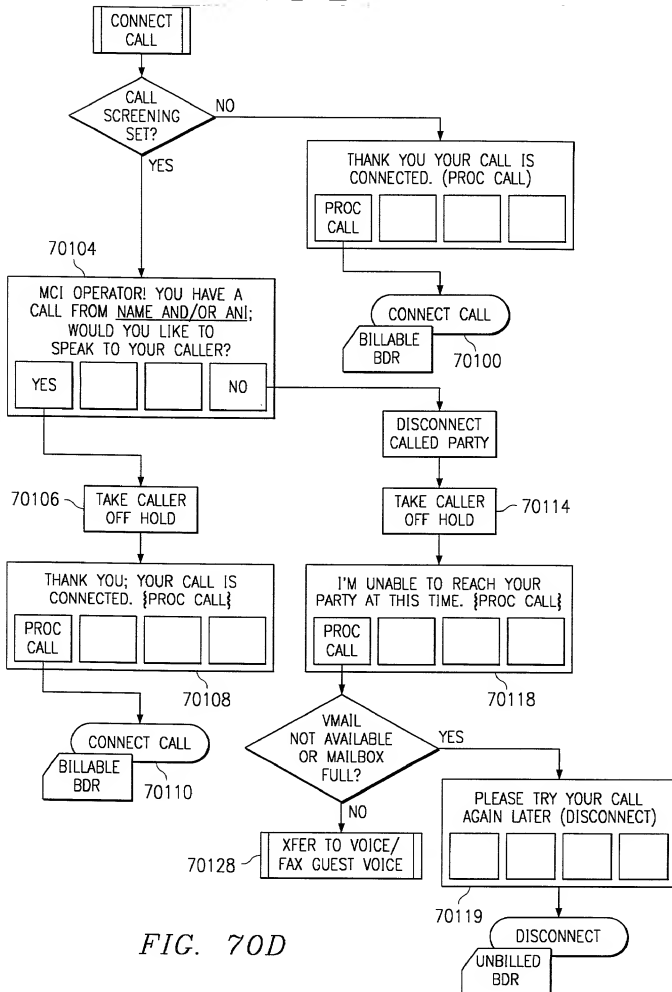 CONNECT
CALL
CALL
SCREENING
SET?
NO
YES
THANK YOU YOUR CALL IS
CONNECTED. (PROC CALL)
PROC
CALL
CONNECT CALL
BILLABLE
BDR
70100
70104
MCI OPERATOR! YOU HAVE A
CALL FROM NAME AND/OR ANI;
WOULD YOU LIKE TO
SPEAK TO YOUR CALLER?
YES
NO
DISCONNECT
CALLED PARTY
70106
TAKE CALLER
OFF HOLD
TAKE CALLER
OFF HOLD
70114
THANK YOU; YOUR CALL IS
CONNECTED. {PROC CALL}
PROC
CALL
70108
I'M UNABLE TO REACH YOUR
PARTY AT THIS TIME. {PROC CALL}
PROC
CALL
70118
CONNECT CALL
BILLABLE
BDR
70110
VMAIL
NOT AVAILABLE
OR MAILBOX
FULL?
YES
NO
PLEASE TRY YOUR CALL
AGAIN LATER (DISCONNECT)
70128
XFER TO VOICE/
FAX GUEST VOICE
70119
DISCONNECT
UNBILLED
BDR
FIG. 70D